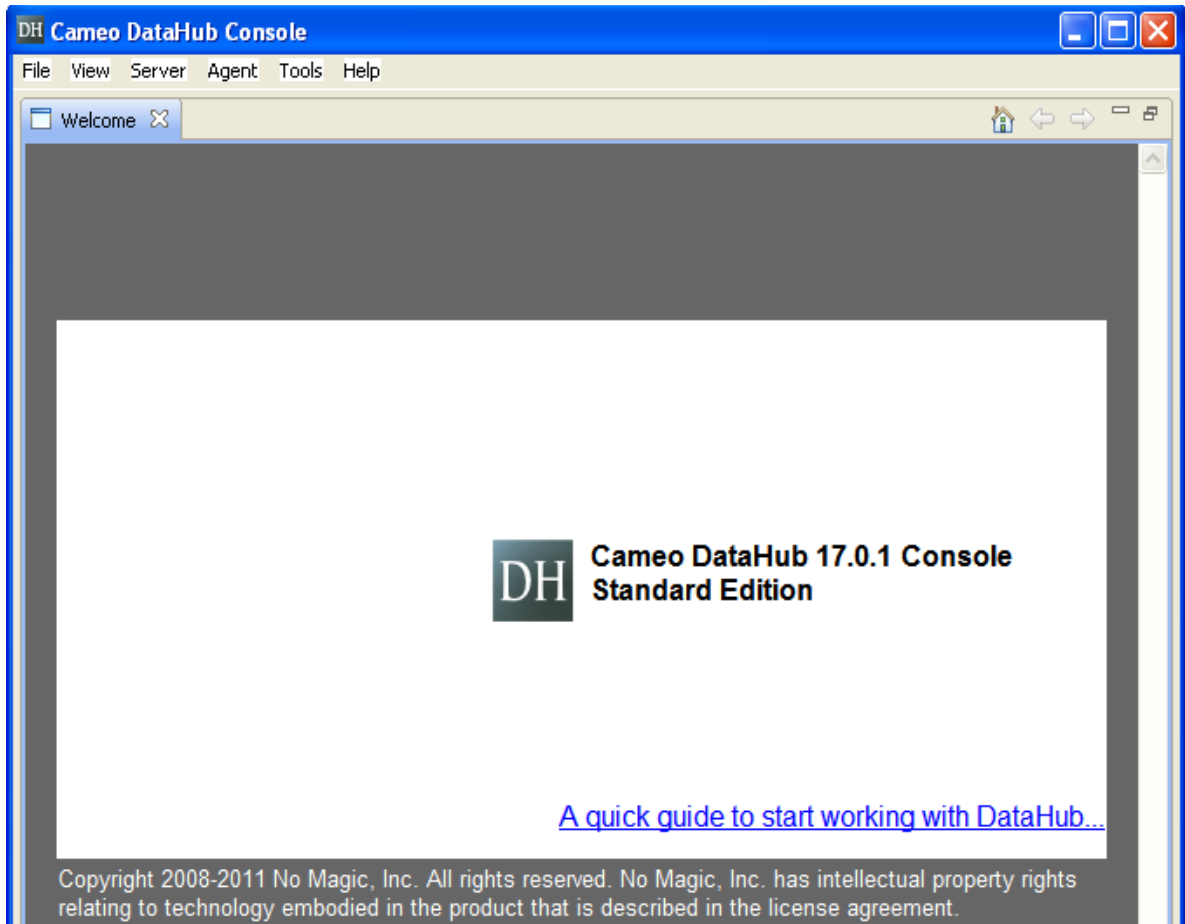 DH Cameo DataHub Console
File View Server Agent Tools Help
Welcome
DH
Cameo DataHub 17.0.1 Console
Standard Edition
A quick guide to start working with DataHub...
Copyright 2008-2011 No Magic, Inc. All rights reserved. No Magic, Inc. has intellectual property rights
relating to technology embodied in the product that is described in the license agreement.